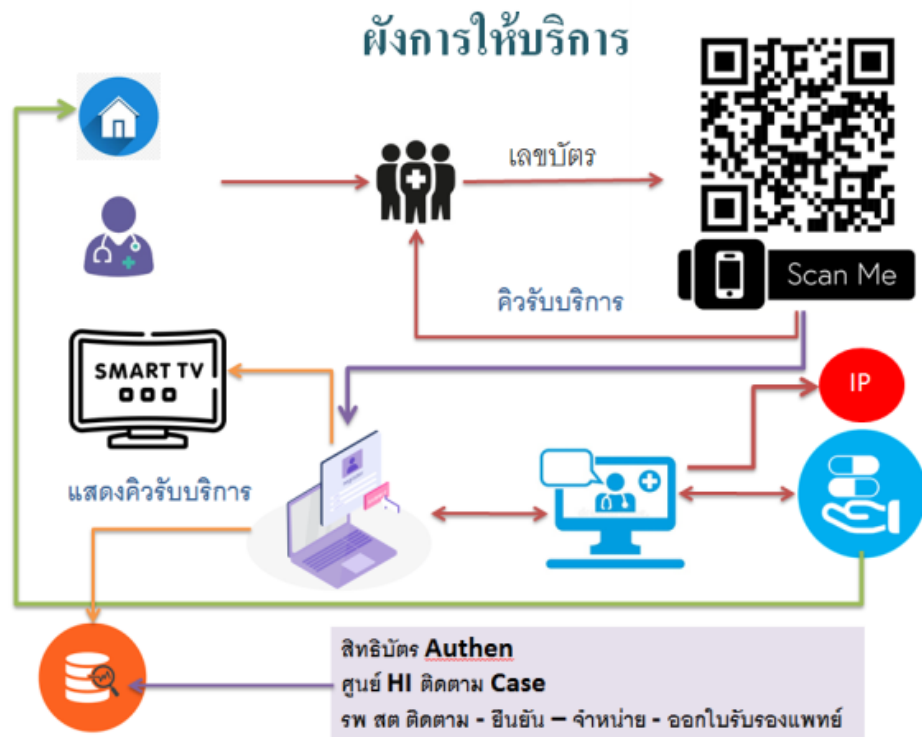 ผังการให้บริการ
เลขบัตร
Scan Me
คิวรับบริการ
SMART TV
IP
แสดงคิวรับบริการ
สิทธิบัตร Authen
ศูนย์ HI ติดตาม Case
รพ สต ติดตาม - ยืนยัน – จำหน่าย - ออกใบรับรองแพทย์